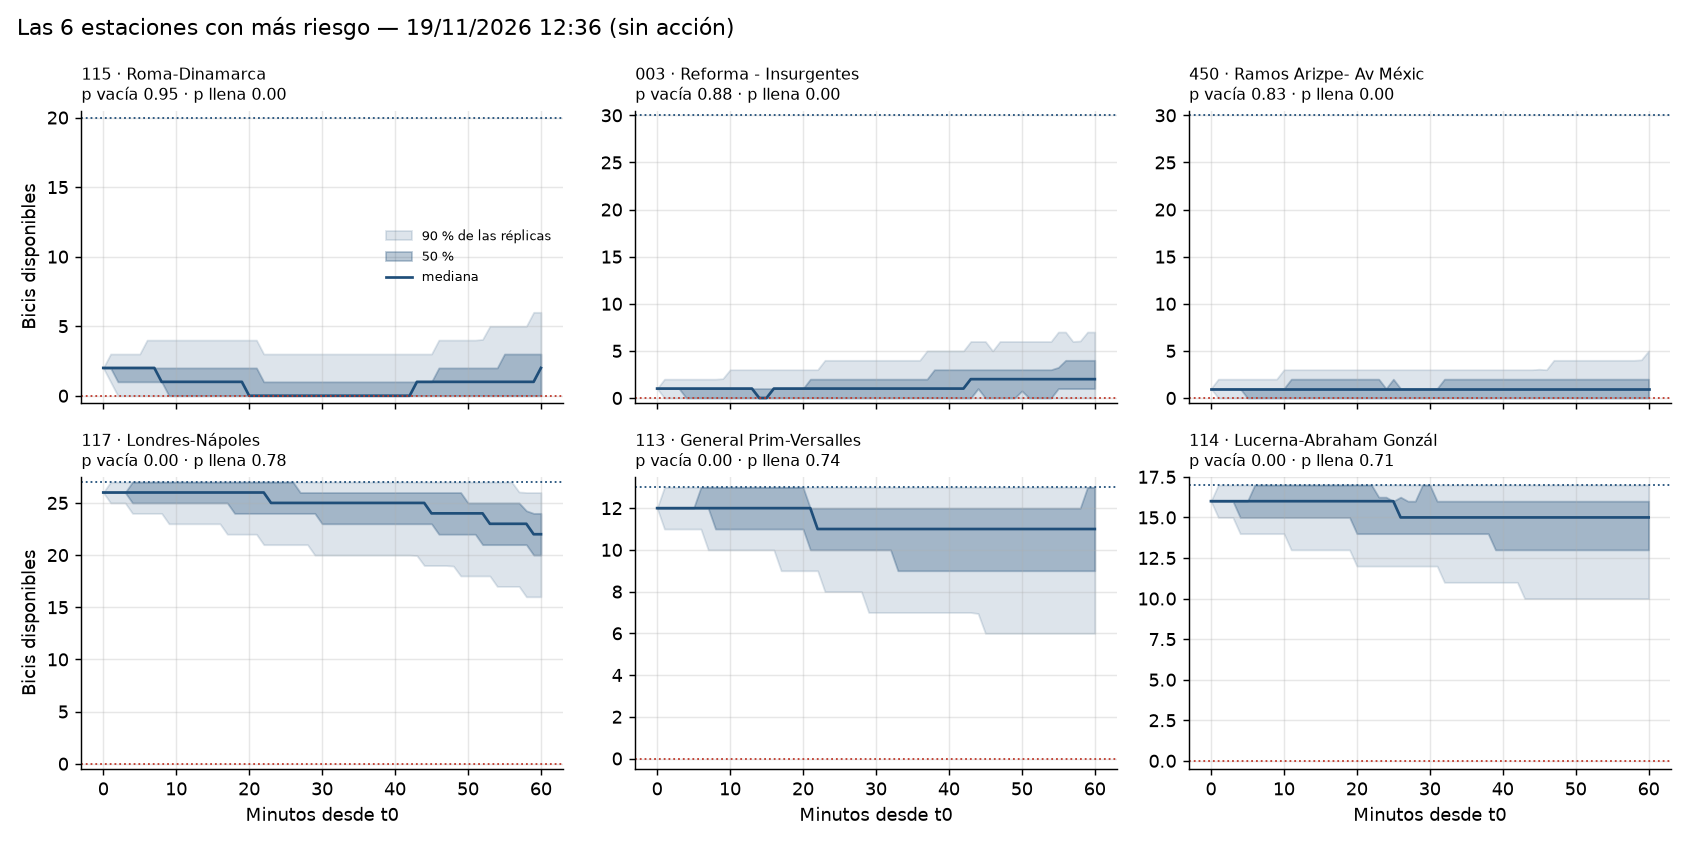 Las 6 estaciones con más riesgo — 19/11/2026 12:36 (sin acción)
115 · Roma-Dinamarca
p vacía 0.95 · p llena 0.00
003 · Reforma - Insurgentes
p vacía 0.88 · p llena 0.00
450 · Ramos Arizpe- Av Méxic
p vacía 0.83 · p llena 0.00
Bicis disponibles
20
15
10
5
0
90 % de las réplicas
50 %
mediana
30
25
20
15
10
5
0
30
25
20
15
10
5
0
117 · Londres-Nápoles
p vacía 0.00 · p llena 0.78
113 · General Prim-Versalles
p vacía 0.00 · p llena 0.74
114 · Lucerna-Abraham Gonzál
p vacía 0.00 · p llena 0.71
Bicis disponibles
25
20
15
10
5
0
0 10 20 30 40 50 60
Minutos desde t0
12
10
8
6
4
2
0
0 10 20 30 40 50 60
Minutos desde t0
17.5
15.0
12.5
10.0
7.5
5.0
2.5
0.0
0 10 20 30 40 50 60
Minutos desde t0